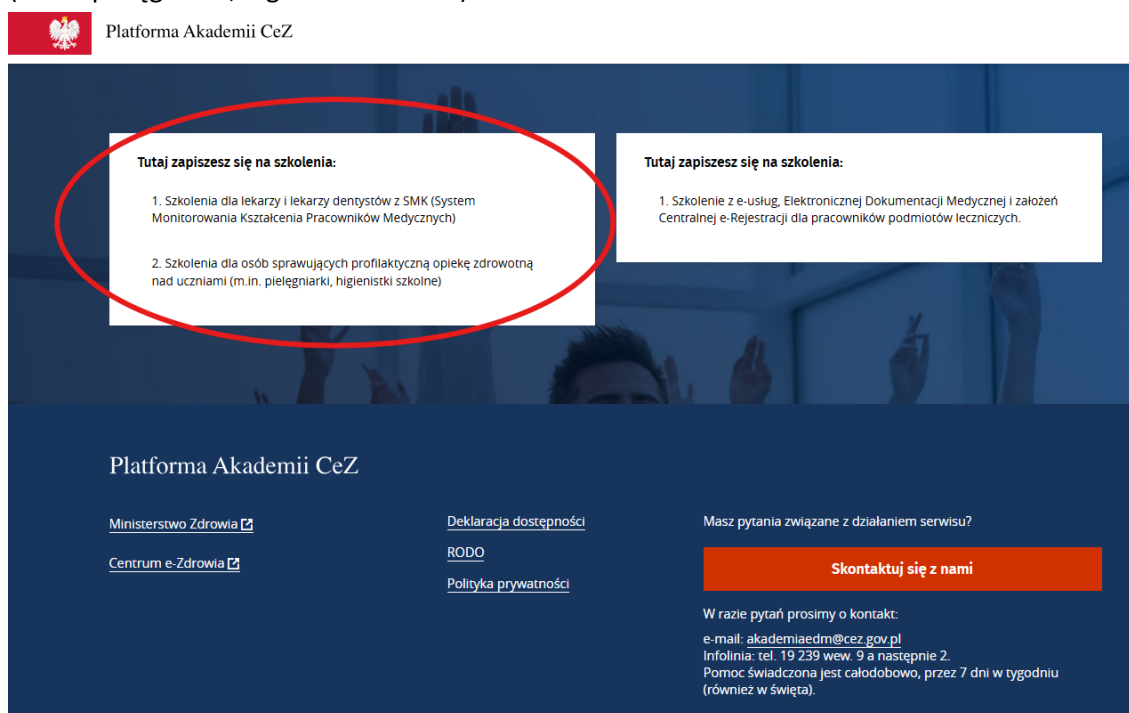 Platforma Akademii CeZ
Tutaj zapiszesz się na szkolenia:
1. Szkolenia dla lekarzy i lekarzy dentystów z SMK (System
Monitorowania Kształcenia Pracowników Medycznych)
2. Szkolenia dla osób sprawujących profilaktyczną opiekę zdrowotną
nad uczniami (m.in. pielęgniarki, higienistki szkolne)
Tutaj zapiszesz się na szkolenia:
1. Szkolenie z e-usług, Elektronicznej Dokumentacji Medycznej i założeń
Centralnej e-Rejestracji dla pracowników podmiotów leczniczych.
Platforma Akademii CeZ
Ministerstwo Zdrowia
Centrum e-Zdrowia
Deklaracja dostępności
RODO
Polityka prywatności
Masz pytania związane z działaniem serwisu?
Skontaktuj się z nami
W razie pytań prosimy o kontakt:
e-mail: akademiaedm@cez.gov.pl
Infolinia: tel. 19 239 wew. 9 a następnie 2.
Pomoc świadczona jest całodobowo, przez 7 dni w tygodniu
(również w święta).